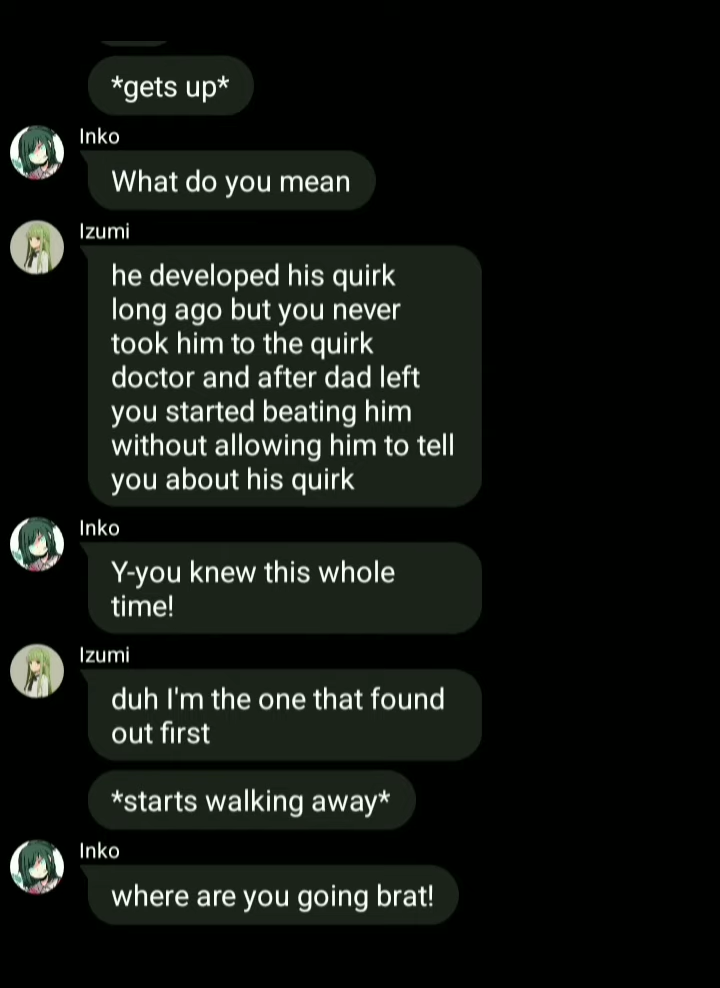 *gets up*
Inko
What do you mean
Izumi
he developed his quirk
long ago but you never
took him to the quirk
doctor and after dad left
you started beating him
without allowing him to tell
you about his quirk
Inko
Y-you knew this whole
time!
Izumi
duh I'm the one that found
out first
*starts walking away*
Inko
where are you going brat!